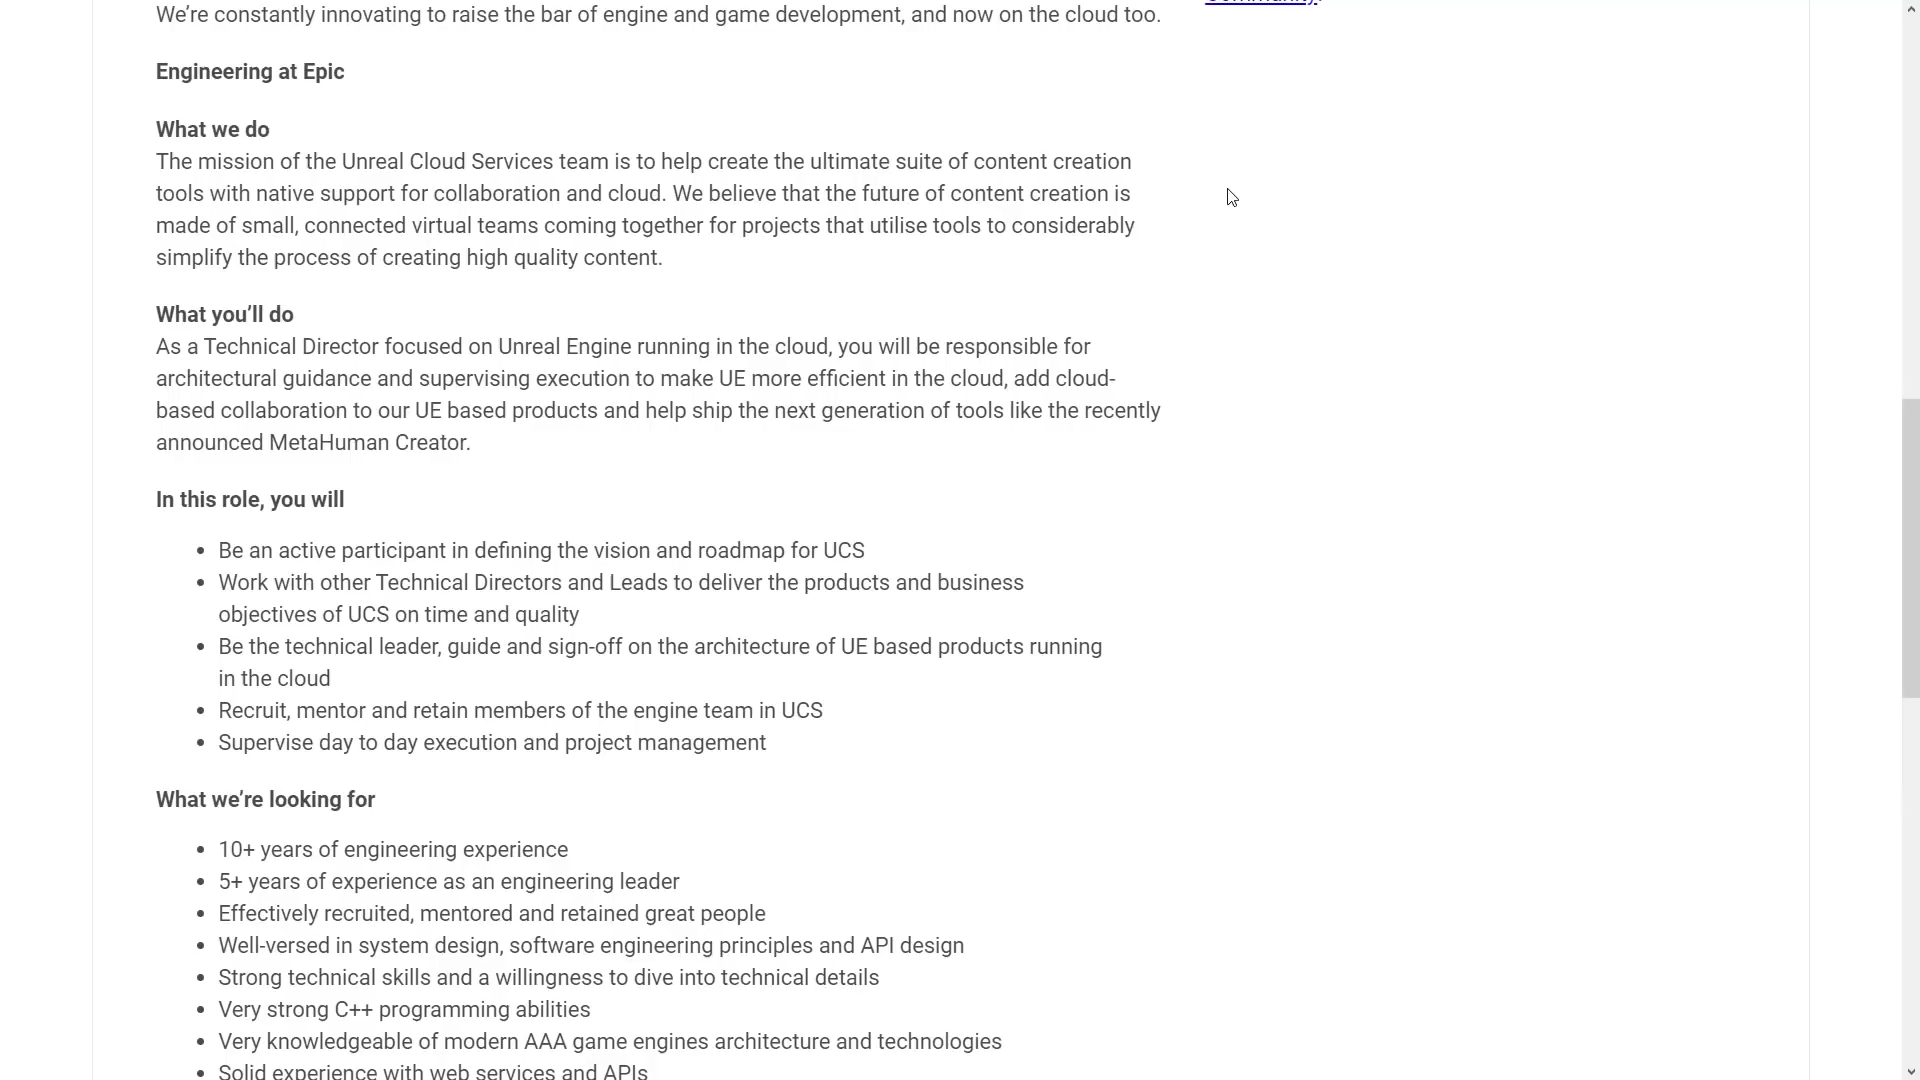 We’re constantly innovating to raise the bar of engine and game development, and now on the cloud too.
Engineering at Epic
What we do
The mission of the Unreal Cloud Services team is to help create the ultimate suite of content creation
tools with native support for collaboration and cloud. We believe that the future of content creation is
made of small, connected virtual teams coming together for projects that utilise tools to considerably
simplify the process of creating high quality content.
What you’ll do
As a Technical Director focused on Unreal Engine running in the cloud, you will be responsible for
architectural guidance and supervising execution to make UE more efficient in the cloud, add cloud-
based collaboration to our UE based products and help ship the next generation of tools like the recently
announced MetaHuman Creator.
In this role, you will
• Be an active participant in defining the vision and roadmap for UCS
• Work with other Technical Directors and Leads to deliver the products and business
objectives of UCS on time and quality
• Be the technical leader, guide and sign-off on the architecture of UE based products running
in the cloud
• Recruit, mentor and retain members of the engine team in UCS
• Supervise day to day execution and project management
What we’re looking for
• 10+ years of engineering experience
• 5+ years of experience as an engineering leader
• Effectively recruited, mentored and retained great people
• Well-versed in system design, software engineering principles and API design
• Strong technical skills and a willingness to dive into technical details
• Very strong C++ programming abilities
• Very knowledgeable of modern AAA game engines architecture and technologies
• Solid experience with web services and APIs